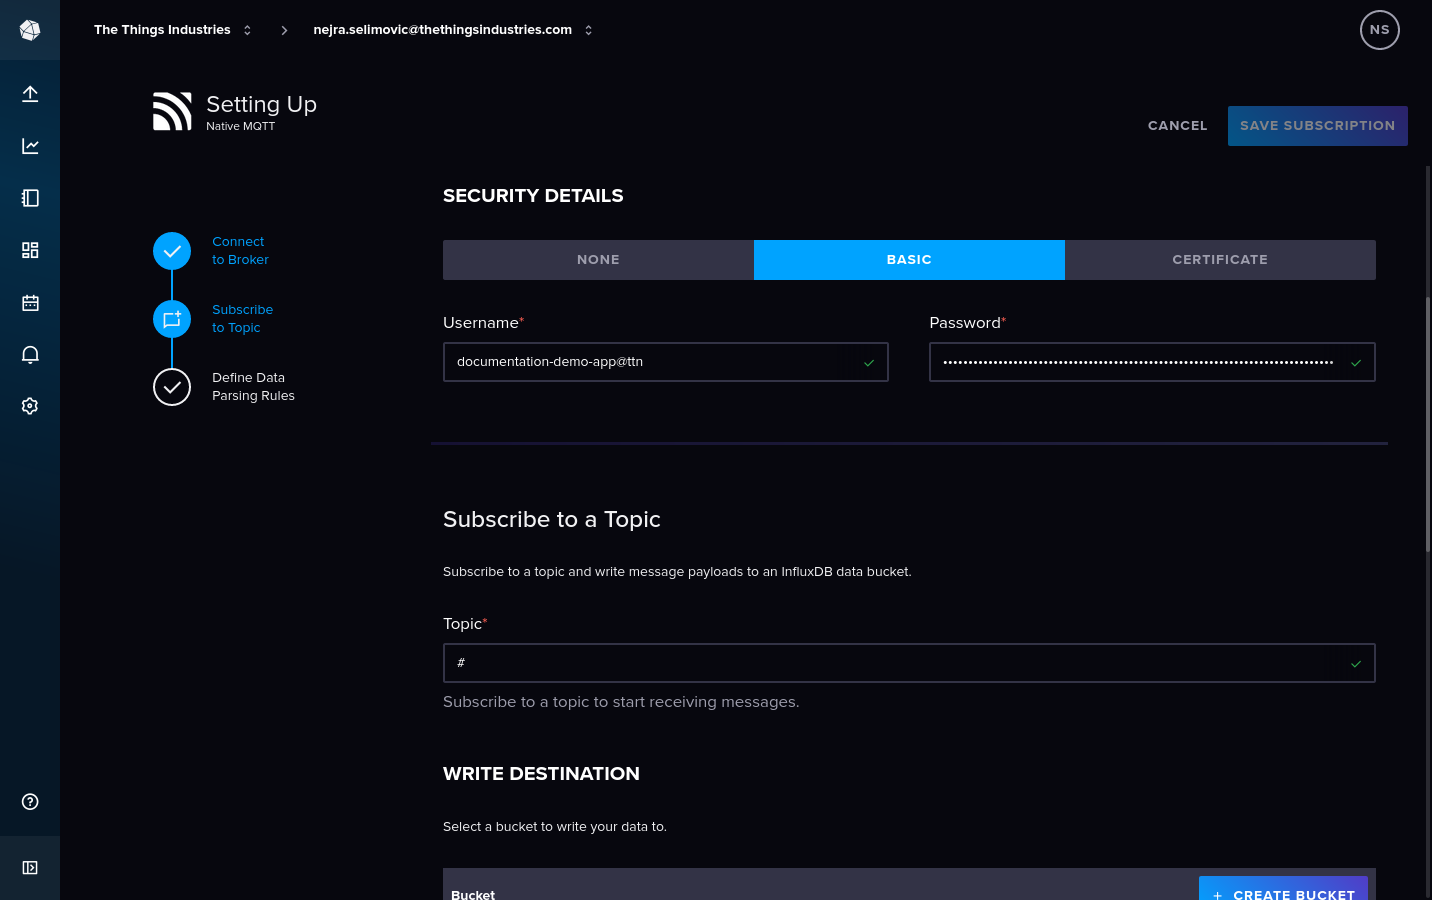 The Things Industries
nejra.selimovic@thethingsindustries.com
NS
Setting Up
Native MQTT
CANCEL
SAVE SUBSCRIPTION
Connect
to Broker
Subscribe
to Topic
Define Data
Parsing Rules
SECURITY DETAILS
NONE
BASIC
CERTIFICATE
Username*
Password*
documentation-demo-app@ttn
Subscribe to a Topic
Subscribe to a topic and write message payloads to an InfluxDB data bucket.
Topic*
#
Subscribe to a topic to start receiving messages.
WRITE DESTINATION
Select a bucket to write your data to.
Bucket
+ CREATE BUCKET